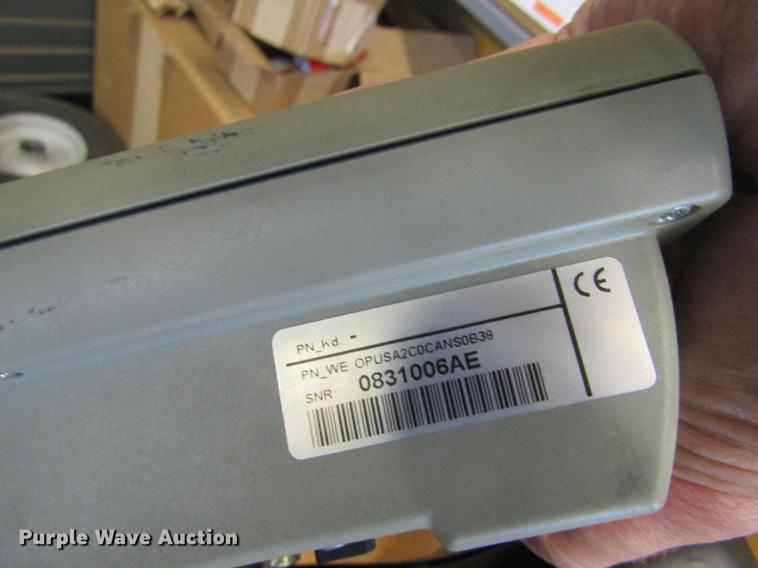 PN_Kd: -
PN_WE OPUSA2C0CANS0B38
SNR: 0831006AE
CE
Purple Wave Auction